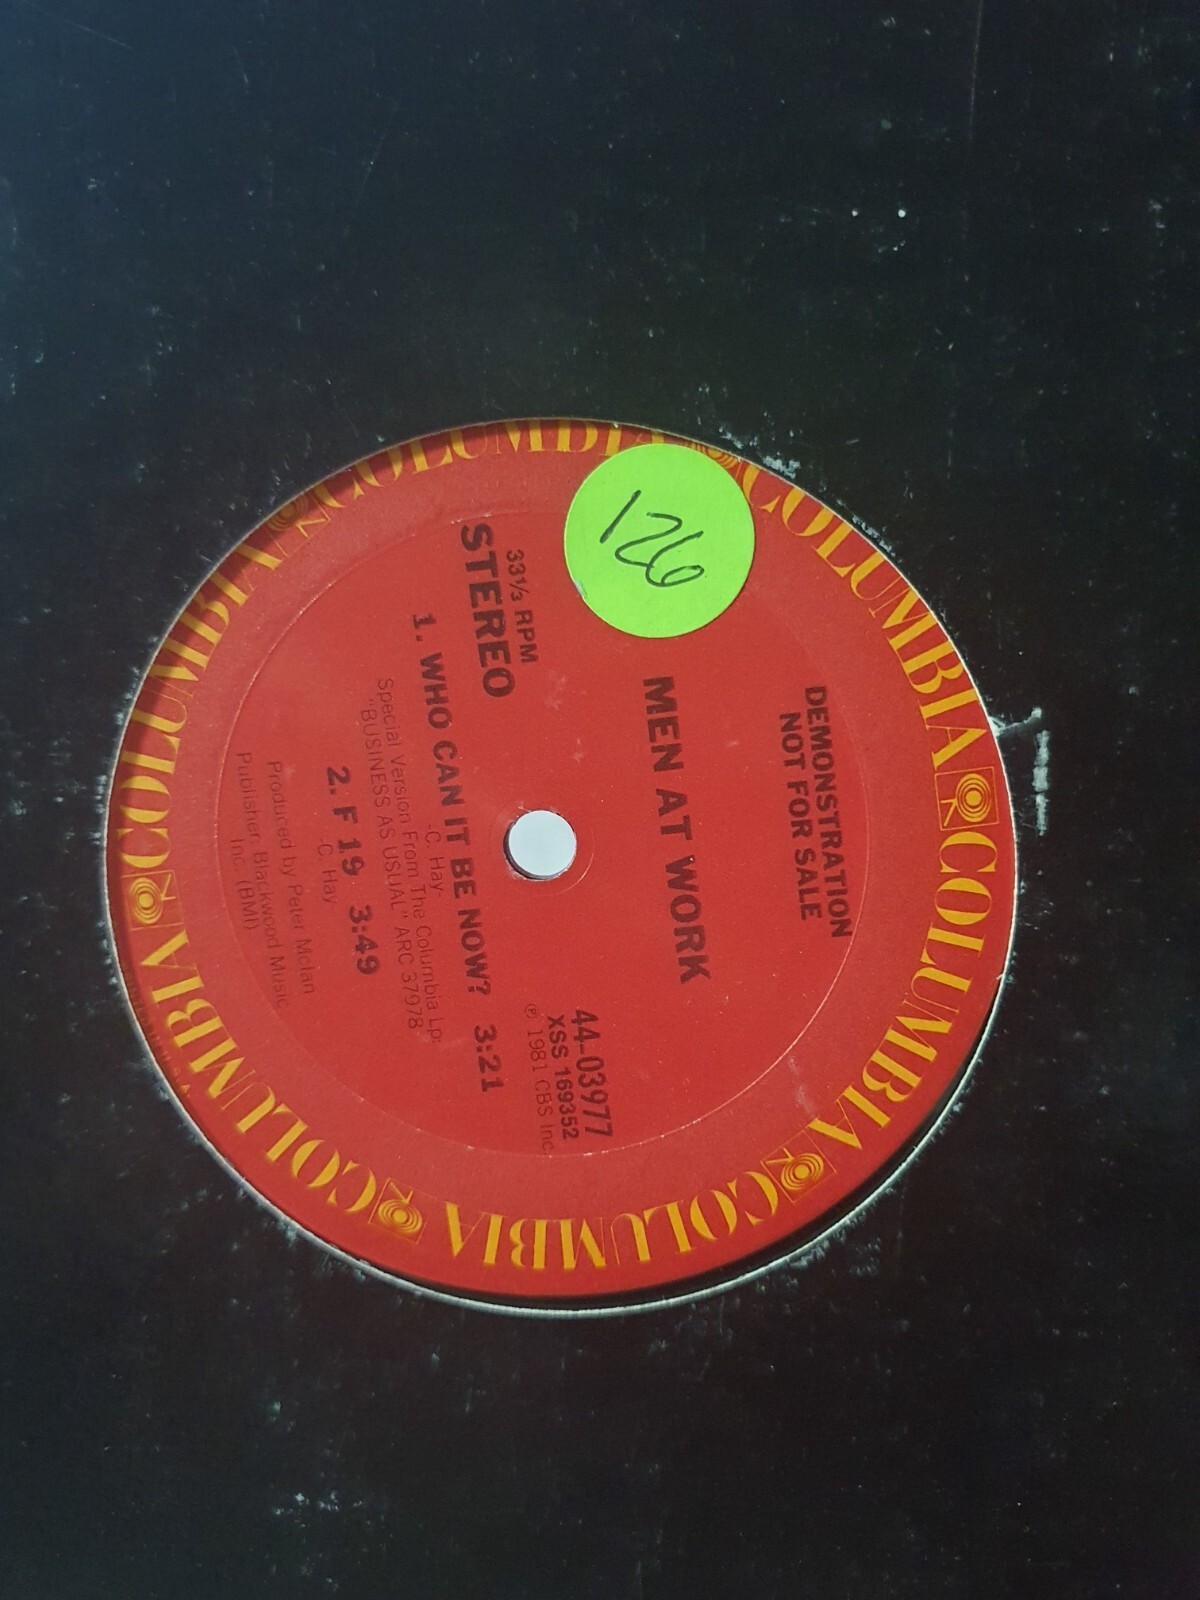 COLUMBIA COLUMBIA COLUMBIA COLUMBIA COLUMBIA COLUMBIA COLUMBIA COLUMBIA
DEMONSTRATION
NOT FOR SALE
126
MEN AT WORK
33⅓ RPM
STEREO
44-03977
XSS 169352
℗ 1981 CBS Inc.
1. WHO CAN IT BE NOW? 3:21
-C. Hay-
Special Version From The Columbia Lp:
"BUSINESS AS USUAL" ARC 37978
2. F 19 3:49
-C. Hay-
Produced by Peter McIan
Publisher, Blackwood Music
Inc. (BMI)